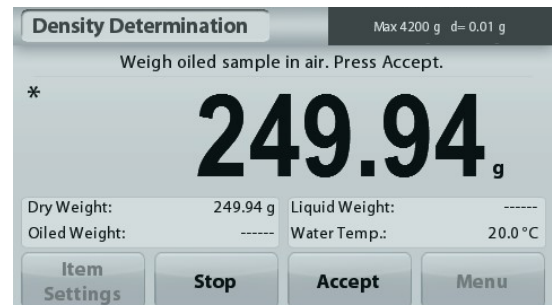 Density Determination
Max 4200 g d= 0.01 g
Weigh oiled sample in air. Press Accept.
*
249.94 g
Dry Weight: 249.94 g Liquid Weight: ------
Oiled Weight: ------ Water Temp.: 20.0 °C
Item Settings Stop Accept Menu